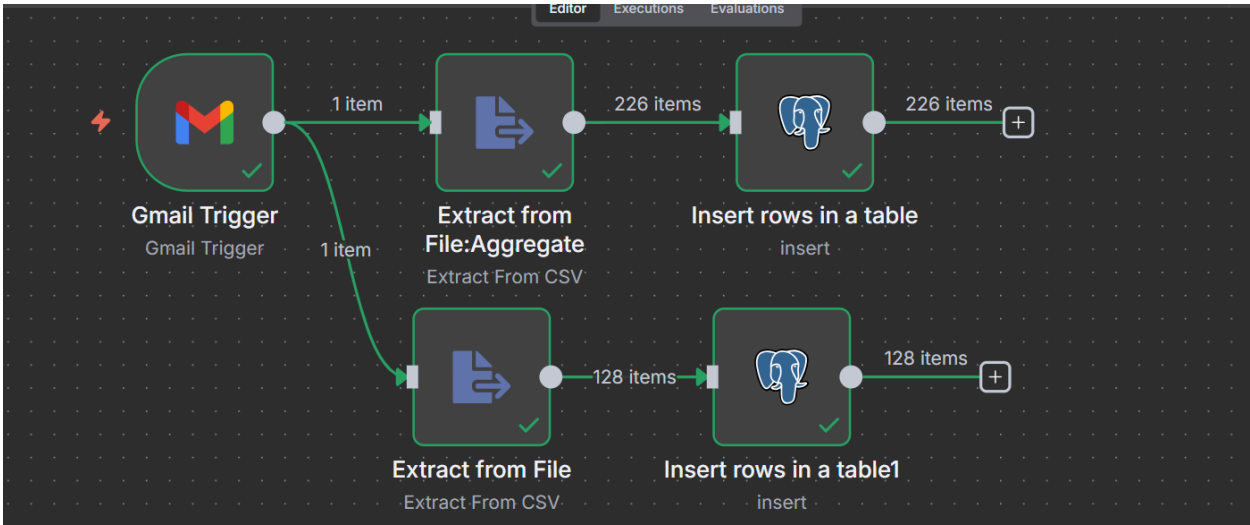 Editor Executions Evaluations
1 item
226 items
226 items
Gmail Trigger
Gmail Trigger
Extract from
File:Aggregate
Extract From CSV
Insert rows in a table
insert
1 item
128 items
128 items
Extract from File
Extract From CSV
Insert rows in a table1
insert